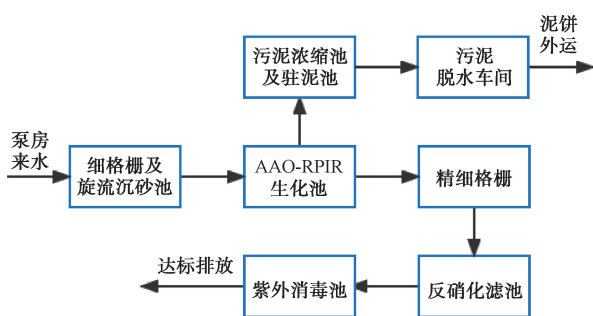 污泥浓缩池
及驻泥池
污泥
脱水车间
泥饼
外运
泵房
来水
细格栅及
旋流沉砂池
AAO-RPIR
生化池
精细格栅
达标排放
紫外消毒池
反硝化滤池